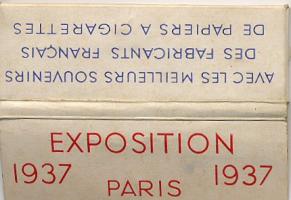 AVEC LES MEILLEURS SOUVENIRS
DES FABRICANTS FRANÇAIS
DE PAPIERS A CIGARETTES
EXPOSITION
1937 PARIS 1937